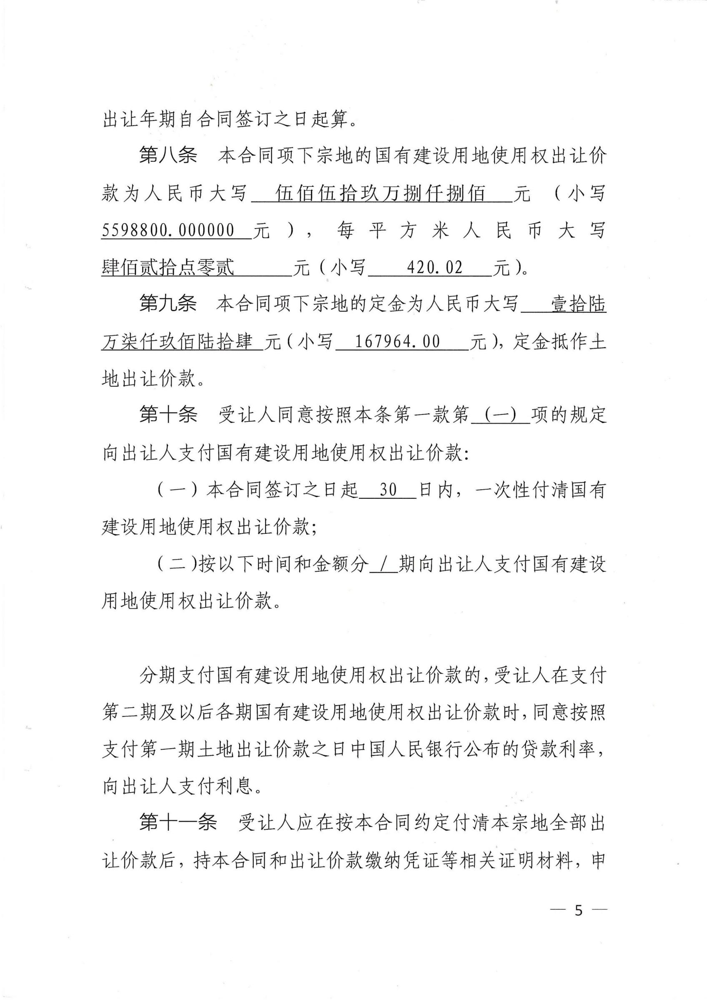 出让年期自合同签订之日起算。
第八条 本合同项下宗地的国有建设用地使用权出让价
款为人民币大写 伍佰伍拾玖万捌仟捌佰 元 (小写
5598800.000000 元), 每平方米人民币大写
肆佰贰拾点零贰 元(小写 420.02 元)。
第九条 本合同项下宗地的定金为人民币大写 壹拾陆
万柒仟玖佰陆拾肆 元(小写 167964.00 元),定金抵作土
地出让价款。
第十条 受让人同意按照本条第一款第 (一) 项的规定
向出让人支付国有建设用地使用权出让价款:
(一)本合同签订之日起 30 日内,一次性付清国有
建设用地使用权出让价款;
(二)按以下时间和金额分 / 期向出让人支付国有建设
用地使用权出让价款。
分期支付国有建设用地使用权出让价款的,受让人在支付
第二期及以后各期国有建设用地使用权出让价款时,同意按照
支付第一期土地出让价款之日中国人民银行公布的贷款利率,
向出让人支付利息。
第十一条 受让人应在按本合同约定付清本宗地全部出
让价款后,持本合同和出让价款缴纳凭证等相关证明材料,申
— 5 —